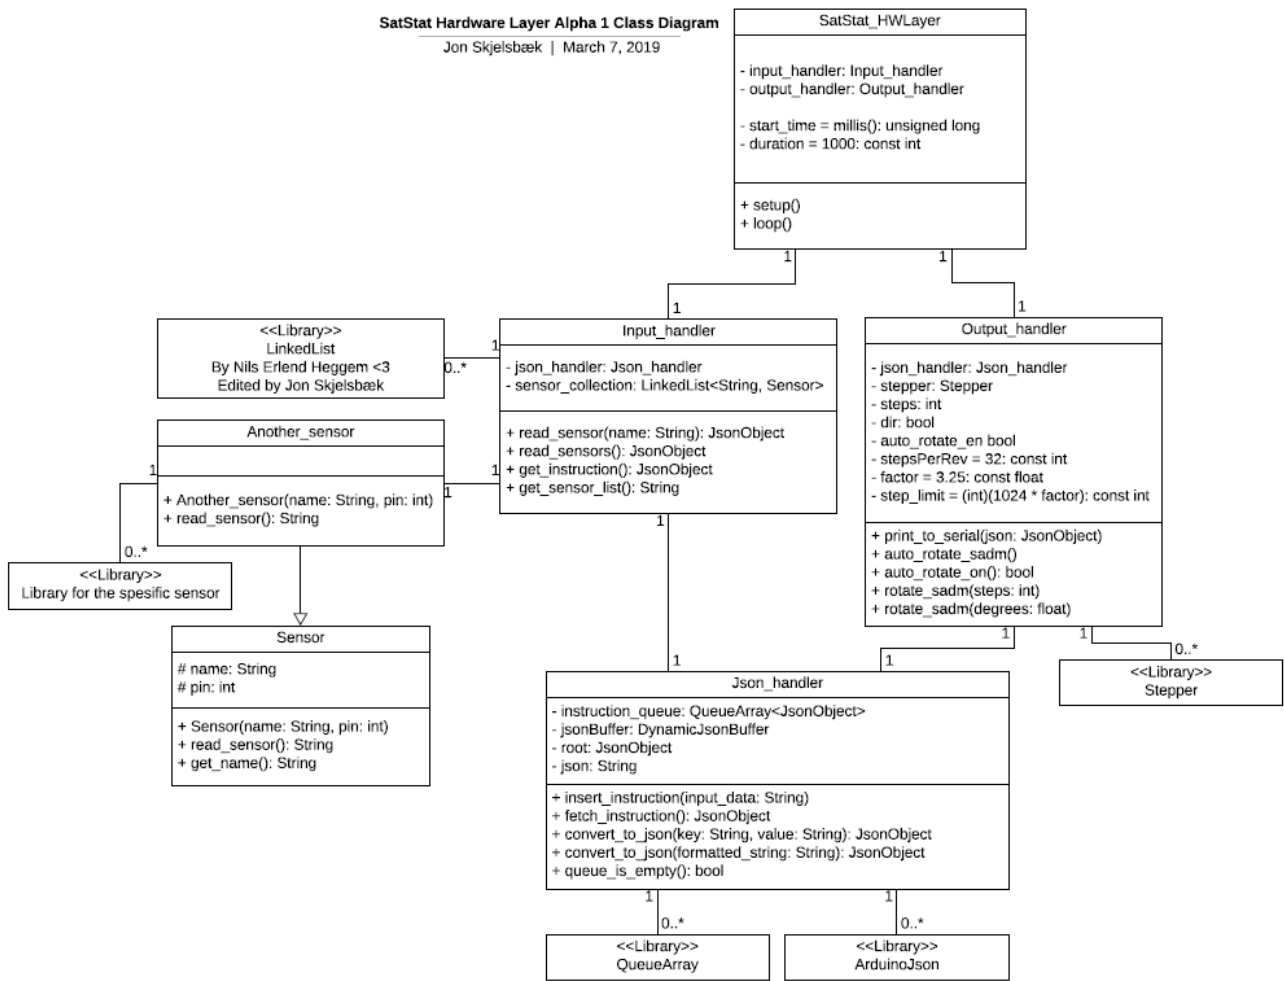 SatStat Hardware Layer Alpha 1 Class Diagram
Jon Skjelsbæk | March 7, 2019
SatStat_HWLayer
- input_handler: Input_handler
- output_handler: Output_handler
- start_time = millis(): unsigned long
- duration = 1000: const int
+ setup()
+ loop()
1
1
1
1
<<Library>>
LinkedList
By Nils Erlend Heggem <3
Edited by Jon Skjelsbæk
1
0..*
Input_handler
- json_handler: Json_handler
- sensor_collection: LinkedList<String, Sensor>
+ read_sensor(name: String): JsonObject
+ read_sensors(): JsonObject
+ get_instruction(): JsonObject
+ get_sensor_list(): String
Output_handler
- json_handler: Json_handler
- stepper: Stepper
- steps: int
- dir: bool
- auto_rotate_en bool
- stepsPerRev = 32: const int
- factor = 3.25: const float
- step_limit = (int)(1024 * factor): const int
+ print_to_serial(json: JsonObject)
+ auto_rotate_sadm()
+ auto_rotate_on(): bool
+ rotate_sadm(steps: int)
+ rotate_sadm(degrees: float)
Another_sensor
+ Another_sensor(name: String, pin: int)
+ read_sensor(): String
1
1
1
0..*
<<Library>>
Library for the spesific sensor
Sensor
# name: String
# pin: int
+ Sensor(name: String, pin: int)
+ read_sensor(): String
+ get_name(): String
1
1
1
1
1
0..*
<<Library>>
Stepper
Json_handler
- instruction_queue: QueueArray<JsonObject>
- jsonBuffer: DynamicJsonBuffer
- root: JsonObject
- json: String
+ insert_instruction(input_data: String)
+ fetch_instruction(): JsonObject
+ convert_to_json(key: String, value: String): JsonObject
+ convert_to_json(formatted_string: String): JsonObject
+ queue_is_empty(): bool
1
1
0..*
0..*
<<Library>>
QueueArray
<<Library>>
ArduinoJson